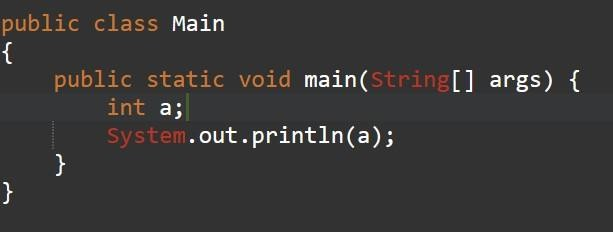 public class Main
{
    public static void main(String[] args) {
        int a;
        System.out.println(a);
    }
}